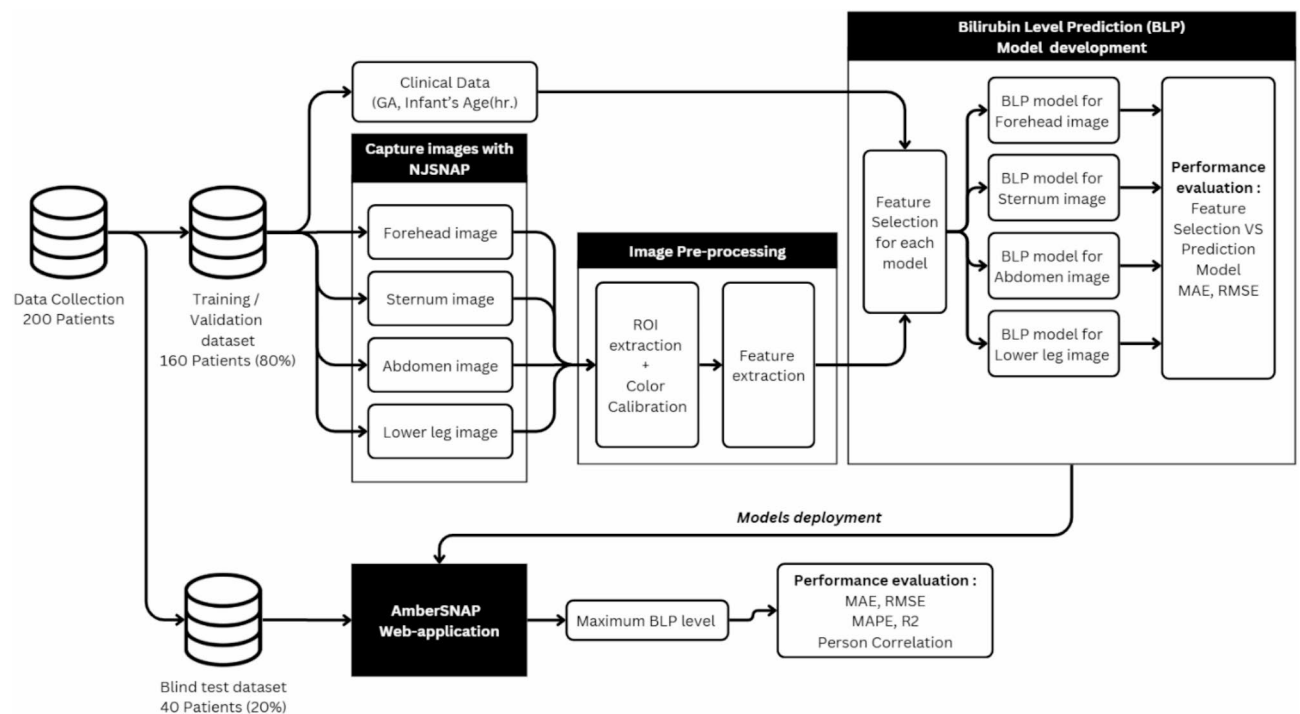 Bilirubin Level Prediction (BLP)
Model development
Clinical Data
(GA, Infant's Age(hr.)
Capture images with
NJSNAP
Forehead image
Sternum image
Abdomen image
Lower leg image
Data Collection
200 Patients
Training /
Validation
dataset
160 Patients (80%)
Image Pre-processing
ROI
extraction
+
Color
Calibration
Feature
extraction
Feature
Selection
for each
model
BLP model for
Forehead image
BLP model for
Sternum image
BLP model for
Abdomen image
BLP model for
Lower leg image
Performance
evaluation :
Feature
Selection VS
Prediction
Model
MAE, RMSE
Models deployment
Blind test dataset
40 Patients (20%)
AmberSNAP
Web-application
Maximum BLP level
Performance evaluation :
MAE, RMSE
MAPE, R2
Person Correlation